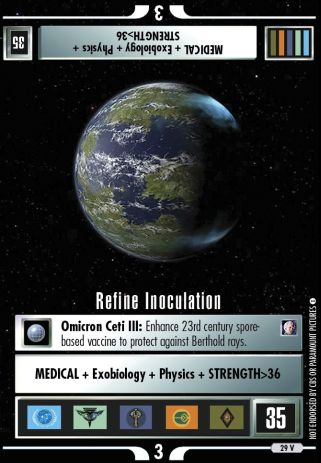 3
35
MEDICAL + Exobiology + Physics +
STRENGTH>36
Refine Inoculation
Omicron Ceti III: Enhance 23rd century spore-
based vaccine to protect against Berthold rays.
MEDICAL + Exobiology + Physics + STRENGTH>36
35
29 V
3
NOT ENDORSED BY CBS OR PARAMOUNT PICTURES